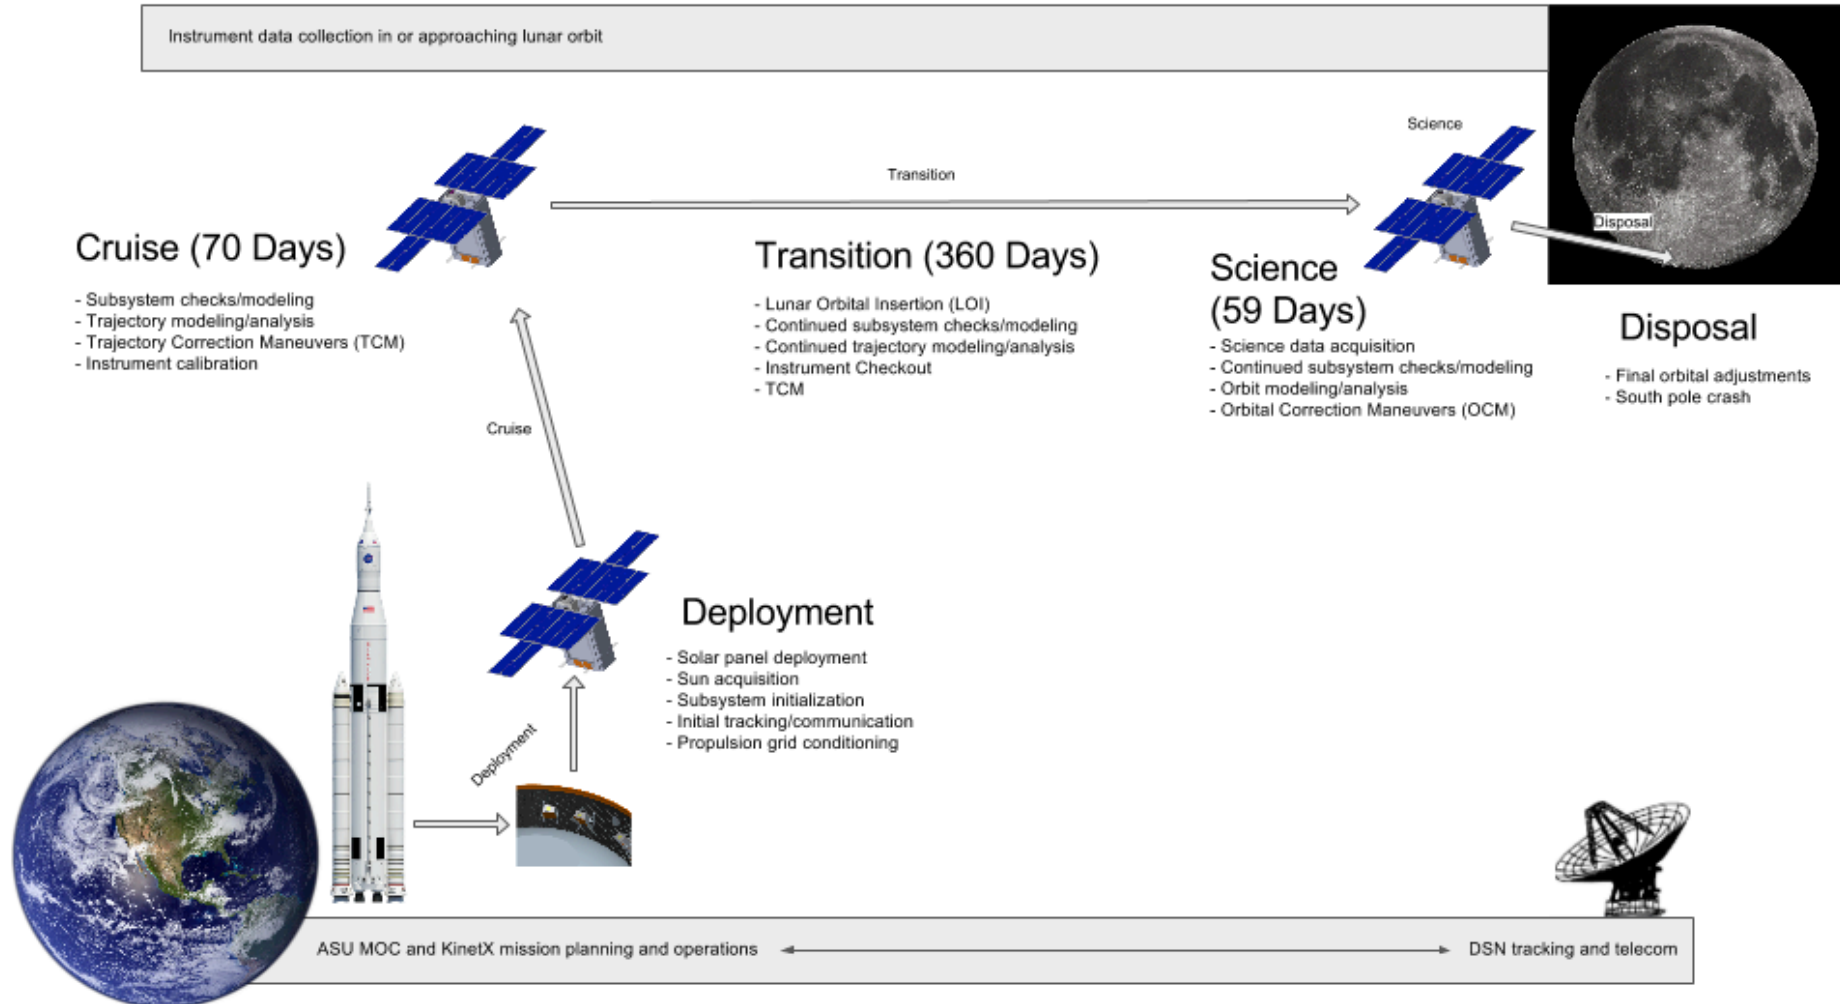 Instrument data collection in or approaching lunar orbit
Science
Transition
Disposal
Cruise (70 Days)
- Subsystem checks/modeling
- Trajectory modeling/analysis
- Trajectory Correction Maneuvers (TCM)
- Instrument calibration
Transition (360 Days)
- Lunar Orbital Insertion (LOI)
- Continued subsystem checks/modeling
- Continued trajectory modeling/analysis
- Instrument Checkout
- TCM
Science
(59 Days)
- Science data acquisition
- Continued subsystem checks/modeling
- Orbit modeling/analysis
- Orbital Correction Maneuvers (OCM)
Disposal
- Final orbital adjustments
- South pole crash
Cruise
Deployment
- Solar panel deployment
- Sun acquisition
- Subsystem initialization
- Initial tracking/communication
- Propulsion grid conditioning
Deployment
ASU MOC and KinetX mission planning and operations
DSN tracking and telecom